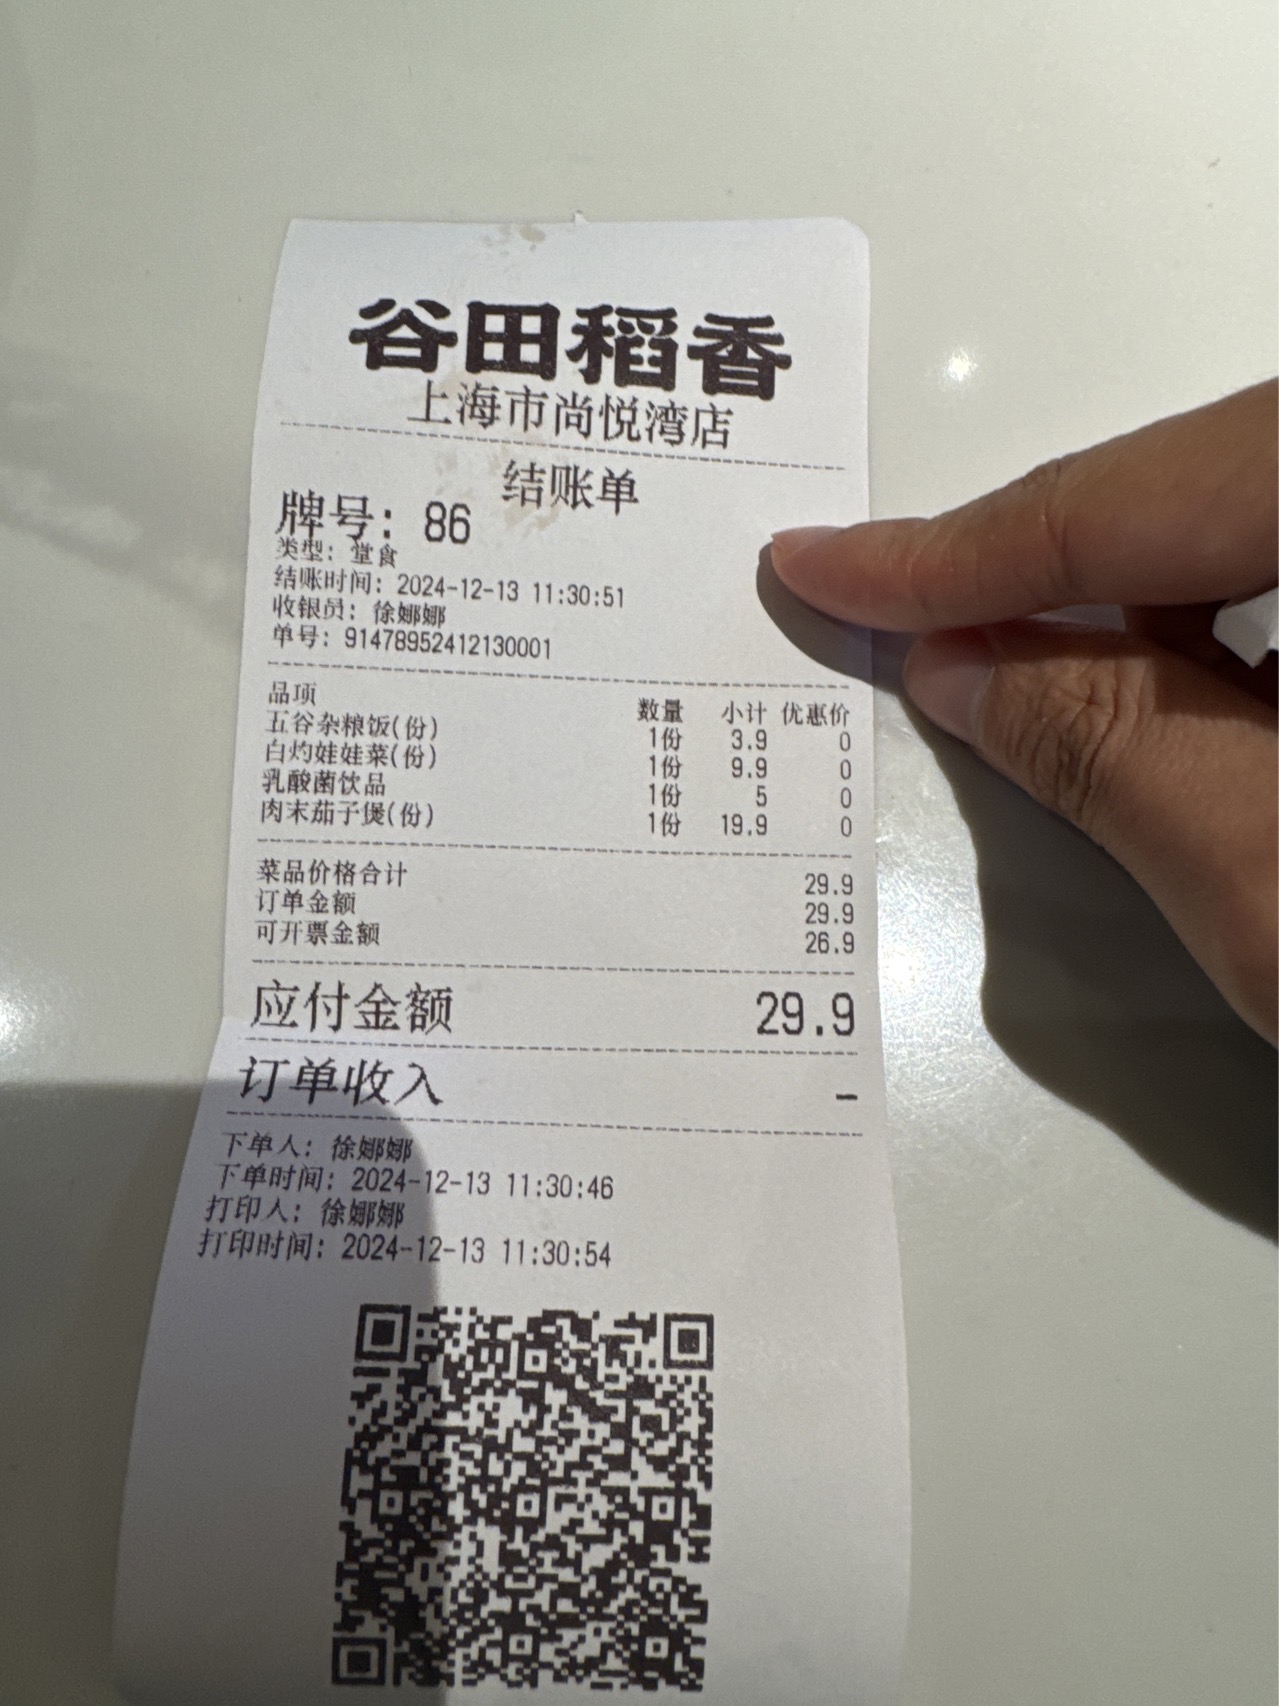 谷田稻香
上海市尚悦湾店
结账单
牌号: 86
类型: 堂食
结账时间: 2024-12-13 11:30:51
收银员: 徐娜娜
单号: 91478952412130001
品项 数量 小计 优惠价
五谷杂粮饭(份) 1份 3.9 0
白灼娃娃菜(份) 1份 9.9 0
乳酸菌饮品 1份 5 0
肉末茄子煲(份) 1份 19.9 0
菜品价格合计 29.9
订单金额 29.9
可开票金额 26.9
应付金额 29.9
订单收入 -
下单人: 徐娜娜
下单时间: 2024-12-13 11:30:46
打印人: 徐娜娜
打印时间: 2024-12-13 11:30:54